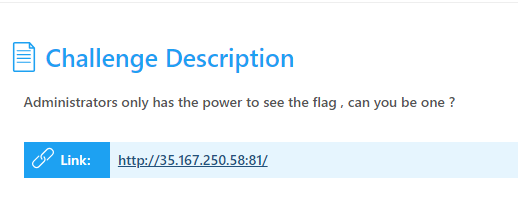 Challenge Description
Administrators only has the power to see the flag , can you be one ?
Link: http://35.167.250.58:81/